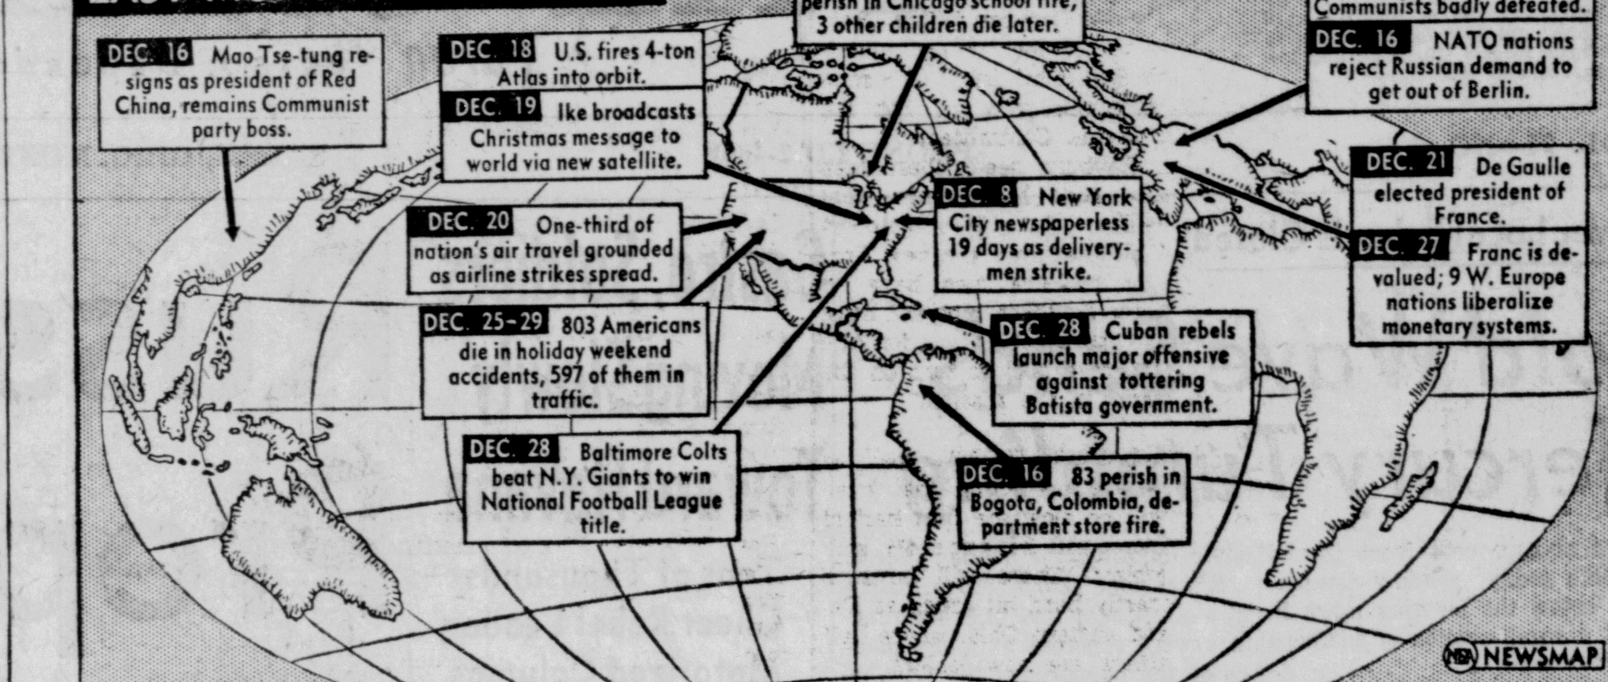 perish in Chicago school fire,
3 other children die later.
Communists badly defeated.
DEC. 16 NATO nations
reject Russian demand to
get out of Berlin.
DEC. 16 Mao Tse-tung re-
signs as president of Red
China, remains Communist
party boss.
DEC. 18 U.S. fires 4-ton
Atlas into orbit.
DEC. 19 Ike broadcasts
Christmas message to
world via new satellite.
DEC. 21 De Gaulle
elected president of
France.
DEC. 27 Franc is de-
valued; 9 W. Europe
nations liberalize
monetary systems.
DEC. 20 One-third of
nation's air travel grounded
as airline strikes spread.
DEC. 8 New York
City newspaperless
19 days as delivery-
men strike.
DEC. 25-29 803 Americans
die in holiday weekend
accidents, 597 of them in
traffic.
DEC. 28 Cuban rebels
launch major offensive
against tottering
Batista government.
DEC. 28 Baltimore Colts
beat N.Y. Giants to win
National Football League
title.
DEC. 16 83 perish in
Bogota, Colombia, de-
partment store fire.
NEA NEWSMAP